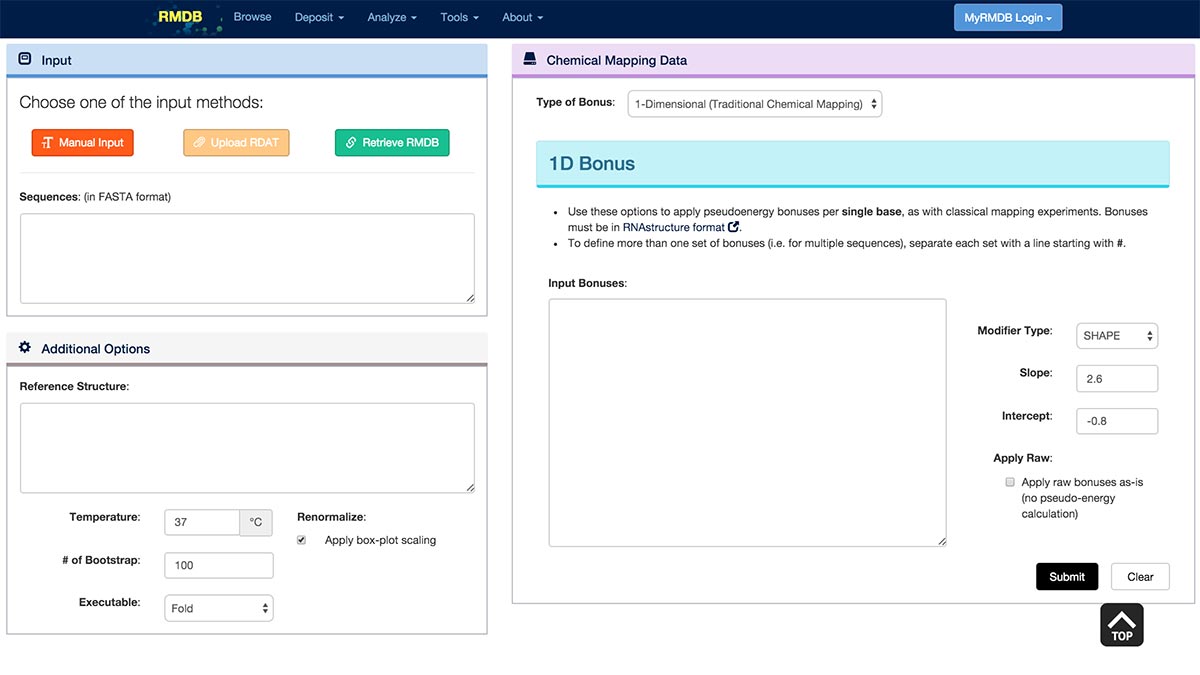 RMDB Browse Deposit Analyze Tools About MyRMDB Login
Input
Choose one of the input methods:
Manual Input Upload RDAT Retrieve RMDB
Sequences: (in FASTA format)
Additional Options
Reference Structure:
Temperature: 37 °C Renormalize:
Apply box-plot scaling
# of Bootstrap: 100
Executable: Fold
Chemical Mapping Data
Type of Bonus: 1-Dimensional (Traditional Chemical Mapping)
1D Bonus
• Use these options to apply pseudoenergy bonuses per single base, as with classical mapping experiments. Bonuses
must be in RNAstructure format.
• To define more than one set of bonuses (i.e. for multiple sequences), separate each set with a line starting with #.
Input Bonuses:
Modifier Type: SHAPE
Slope: 2.6
Intercept: -0.8
Apply Raw:
Apply raw bonuses as-is
(no pseudo-energy
calculation)
Submit Clear
TOP